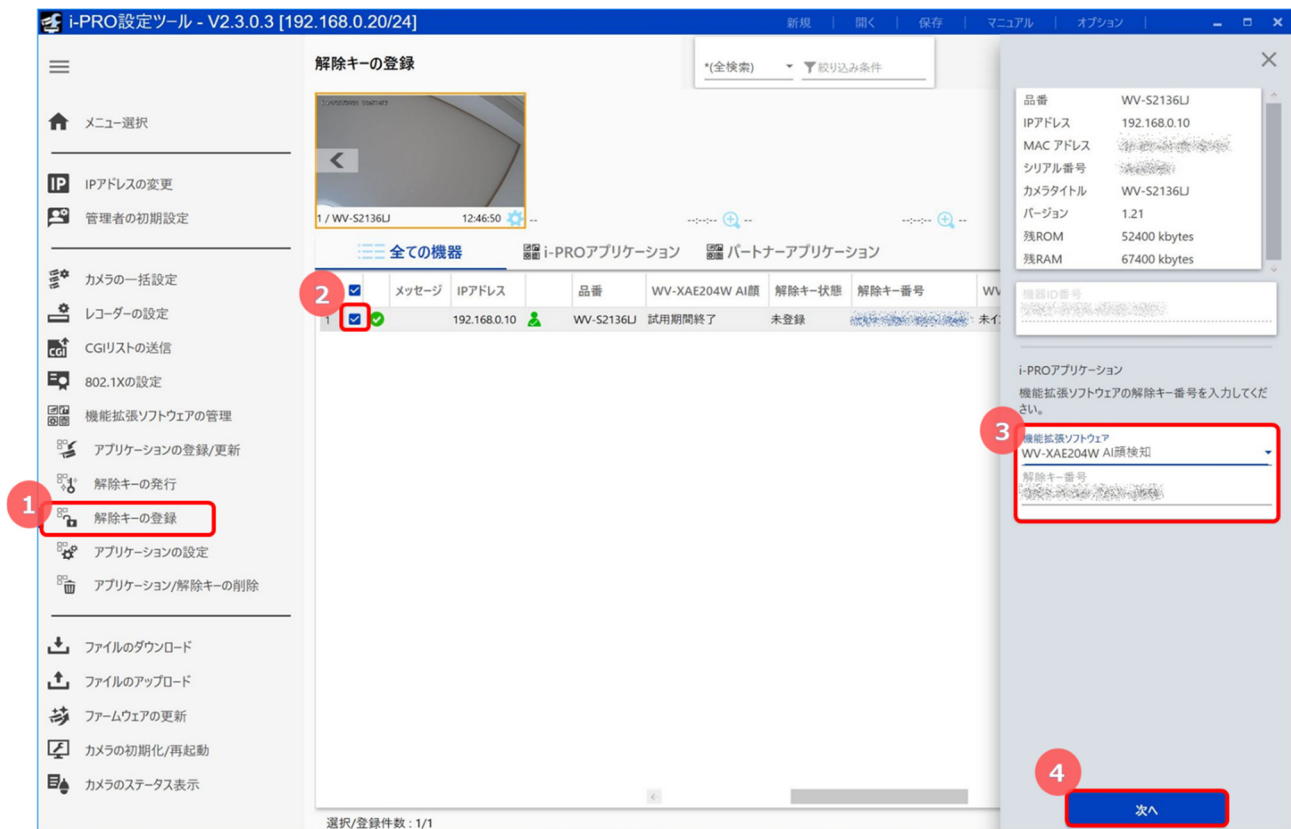 i-PRO設定ツール - V2.3.0.3 [192.168.0.20/24]
新規 | 開く | 保存 | マニュアル | オプション |
メニュー選択
IP IPアドレスの変更
管理者の初期設定
カメラの一括設定
レコーダーの設定
CGI CGIリストの送信
802.1Xの設定
機能拡張ソフトウェアの管理
アプリケーションの登録/更新
解除キーの発行
1
解除キーの登録
アプリケーションの設定
アプリケーション/解除キーの削除
ファイルのダウンロード
ファイルのアップロード
ファームウェアの更新
カメラの初期化/再起動
カメラのステータス表示
解除キーの登録
*(全検索) 絞り込み条件
1 / WV-S2136LJ 12:46:50 -- --:--:-- -- --:--:-- --
全ての機器 i-PROアプリケーション パートナーアプリケーション
2
メッセージ IPアドレス 品番 WV-XAE204W AI顔 解除キー状態 解除キー番号 WV
1 192.168.0.10 WV-S2136LJ 試用期間終了 未登録 未イ
選択/登録件数 : 1/1
品番 WV-S2136LJ
IPアドレス 192.168.0.10
MAC アドレス
シリアル番号
カメラタイトル WV-S2136LJ
バージョン 1.21
残ROM 52400 kbytes
残RAM 67400 kbytes
機器ID番号
i-PROアプリケーション
機能拡張ソフトウェアの解除キー番号を入力してくだ
さい。
3
機能拡張ソフトウェア
WV-XAE204W AI顔検知
解除キー番号
4
次へ